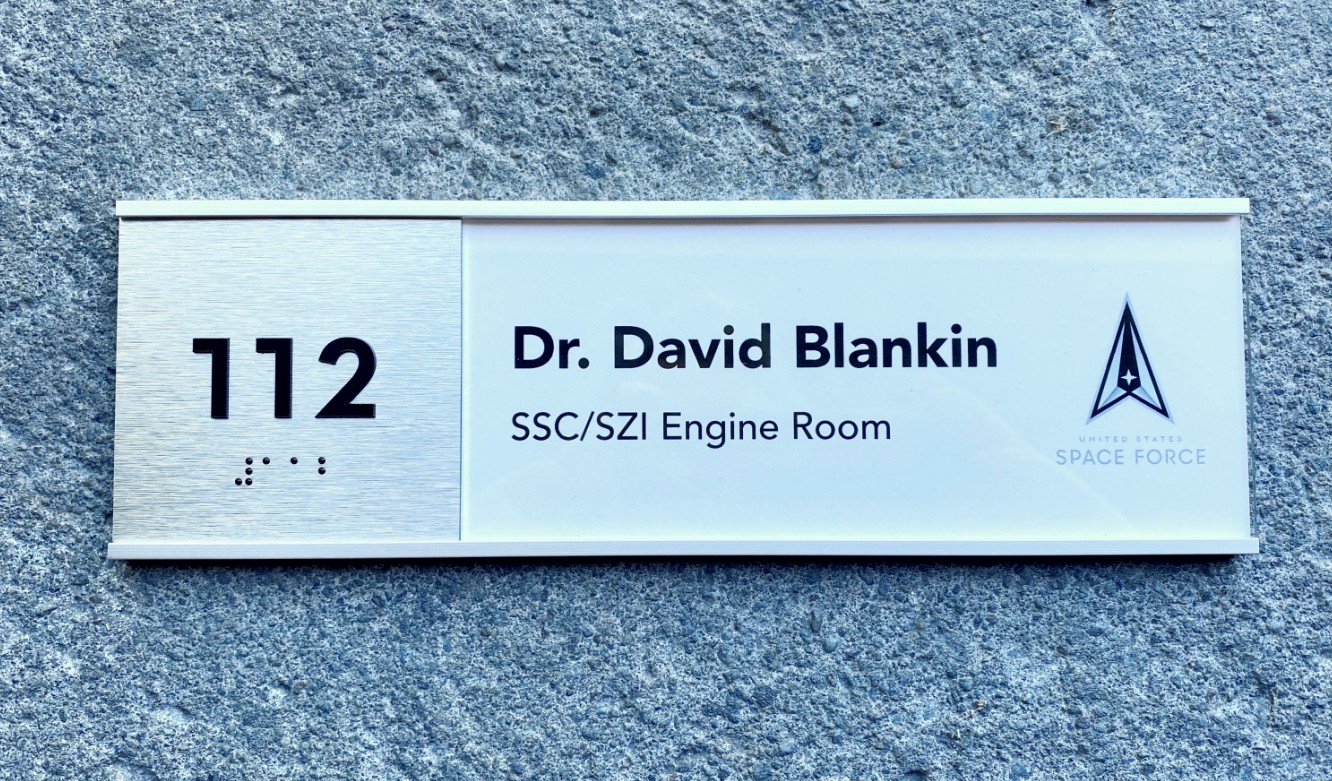 112
⠼⠁⠁⠃
Dr. David Blankin
SSC/SZI Engine Room
UNITED STATES
SPACE FORCE